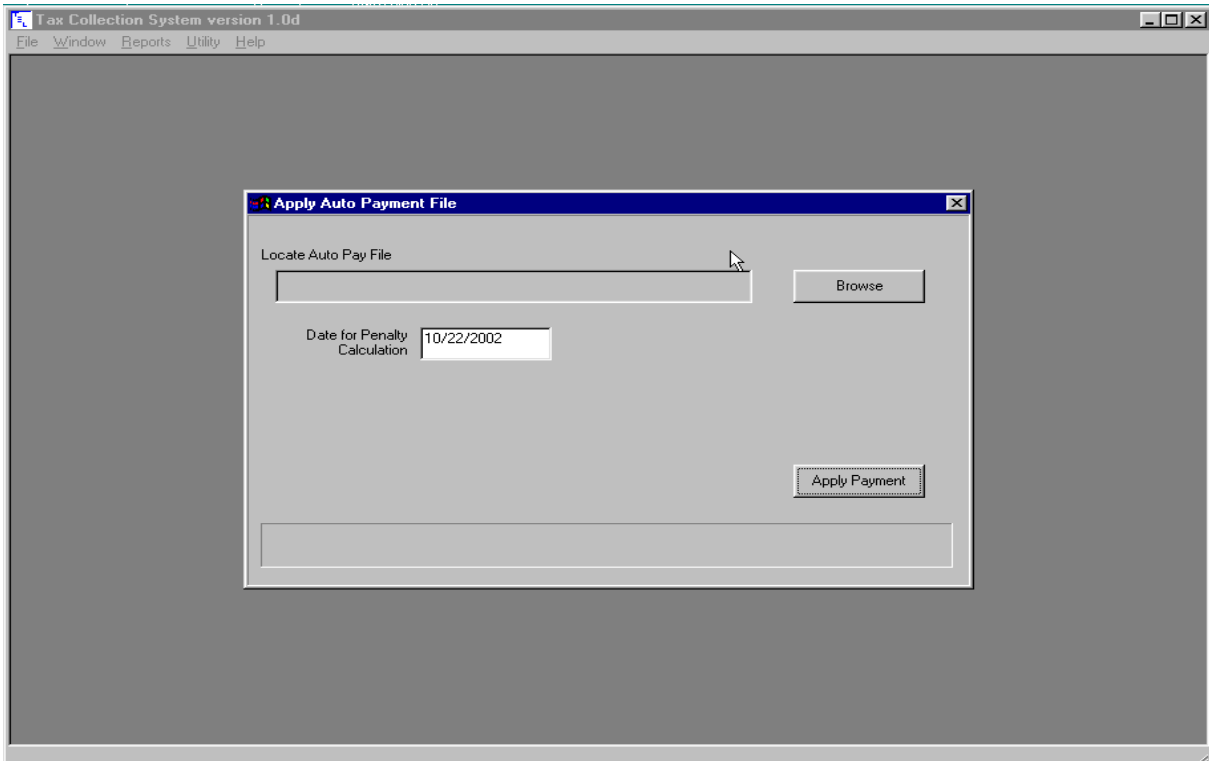 Tax Collection System version 1.0d
File Window Reports Utility Help
Apply Auto Payment File
Locate Auto Pay File
Browse
Date for Penalty
Calculation
10/22/2002
Apply Payment